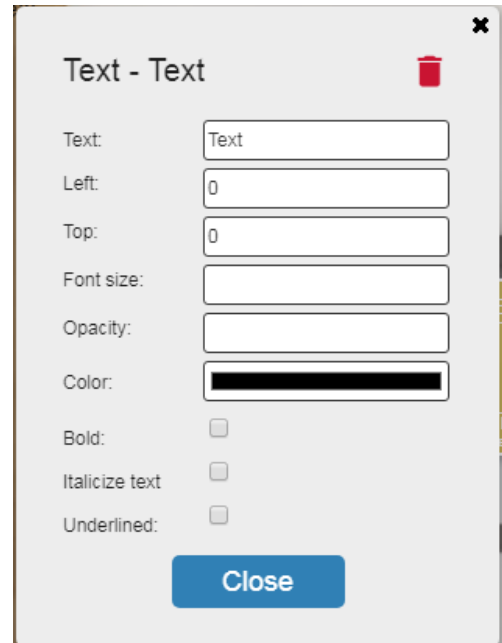 Text - Text
Text: Text
Left: 0
Top: 0
Font size:
Opacity:
Color:
Bold:
Italicize text
Underlined:
Close